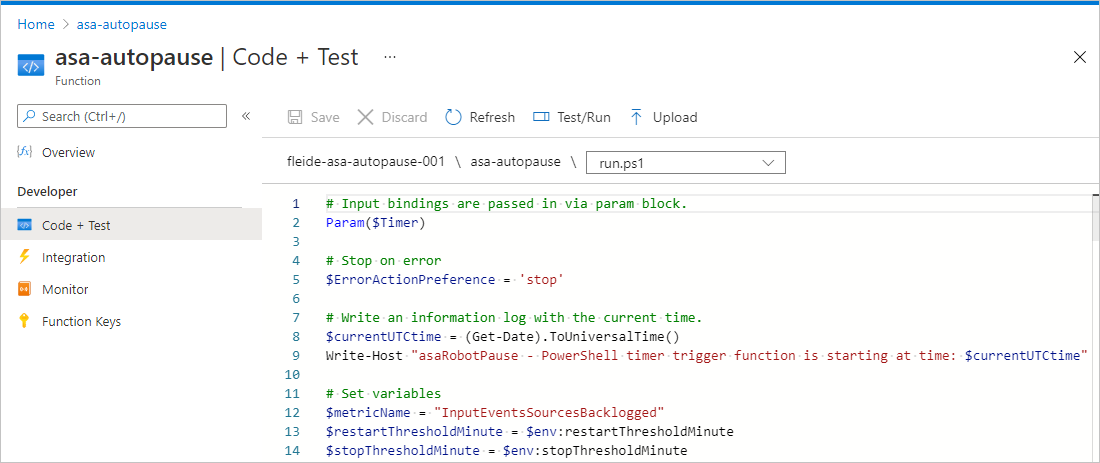 Home > asa-autopause
asa-autopause | Code + Test ...
Function
Search (Ctrl+/) «
Save Discard Refresh Test/Run Upload
Overview
fleide-asa-autopause-001 \ asa-autopause \ run.ps1
Developer
Code + Test
Integration
Monitor
Function Keys
1 # Input bindings are passed in via param block.
2 Param($Timer)
3
4 # Stop on error
5 $ErrorActionPreference = 'stop'
6
7 # Write an information log with the current time.
8 $currentUTCtime = (Get-Date).ToUniversalTime()
9 Write-Host "asaRobotPause - PowerShell timer trigger function is starting at time: $currentUTCtime"
10
11 # Set variables
12 $metricName = "InputEventsSourcesBacklogged"
13 $restartThresholdMinute = $env:restartThresholdMinute
14 $stopThresholdMinute = $env:stopThresholdMinute